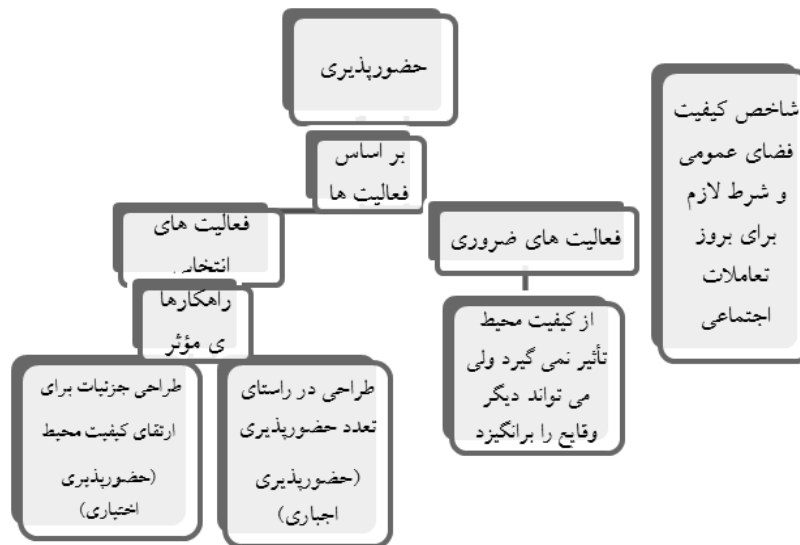 حضورپذیری
بر اساس
فعالیت ها
شاخص کیفیت
فضای عمومی
و شرط لازم
برای بروز
تعاملات
اجتماعی
فعالیت های ضروری
از کیفیت محیط
تأثیر نمی گیرد ولی
می تواند دیگر
وقایع را برانگیزد
فعالیت های
انتخابی
راهکارها
ی مؤثر
طراحی در راستای
تعدد حضورپذیری
(حضورپذیری
اجباری)
طراحی جزئیات برای
ارتقای کیفیت محیط
(حضورپذیری
اختیاری)